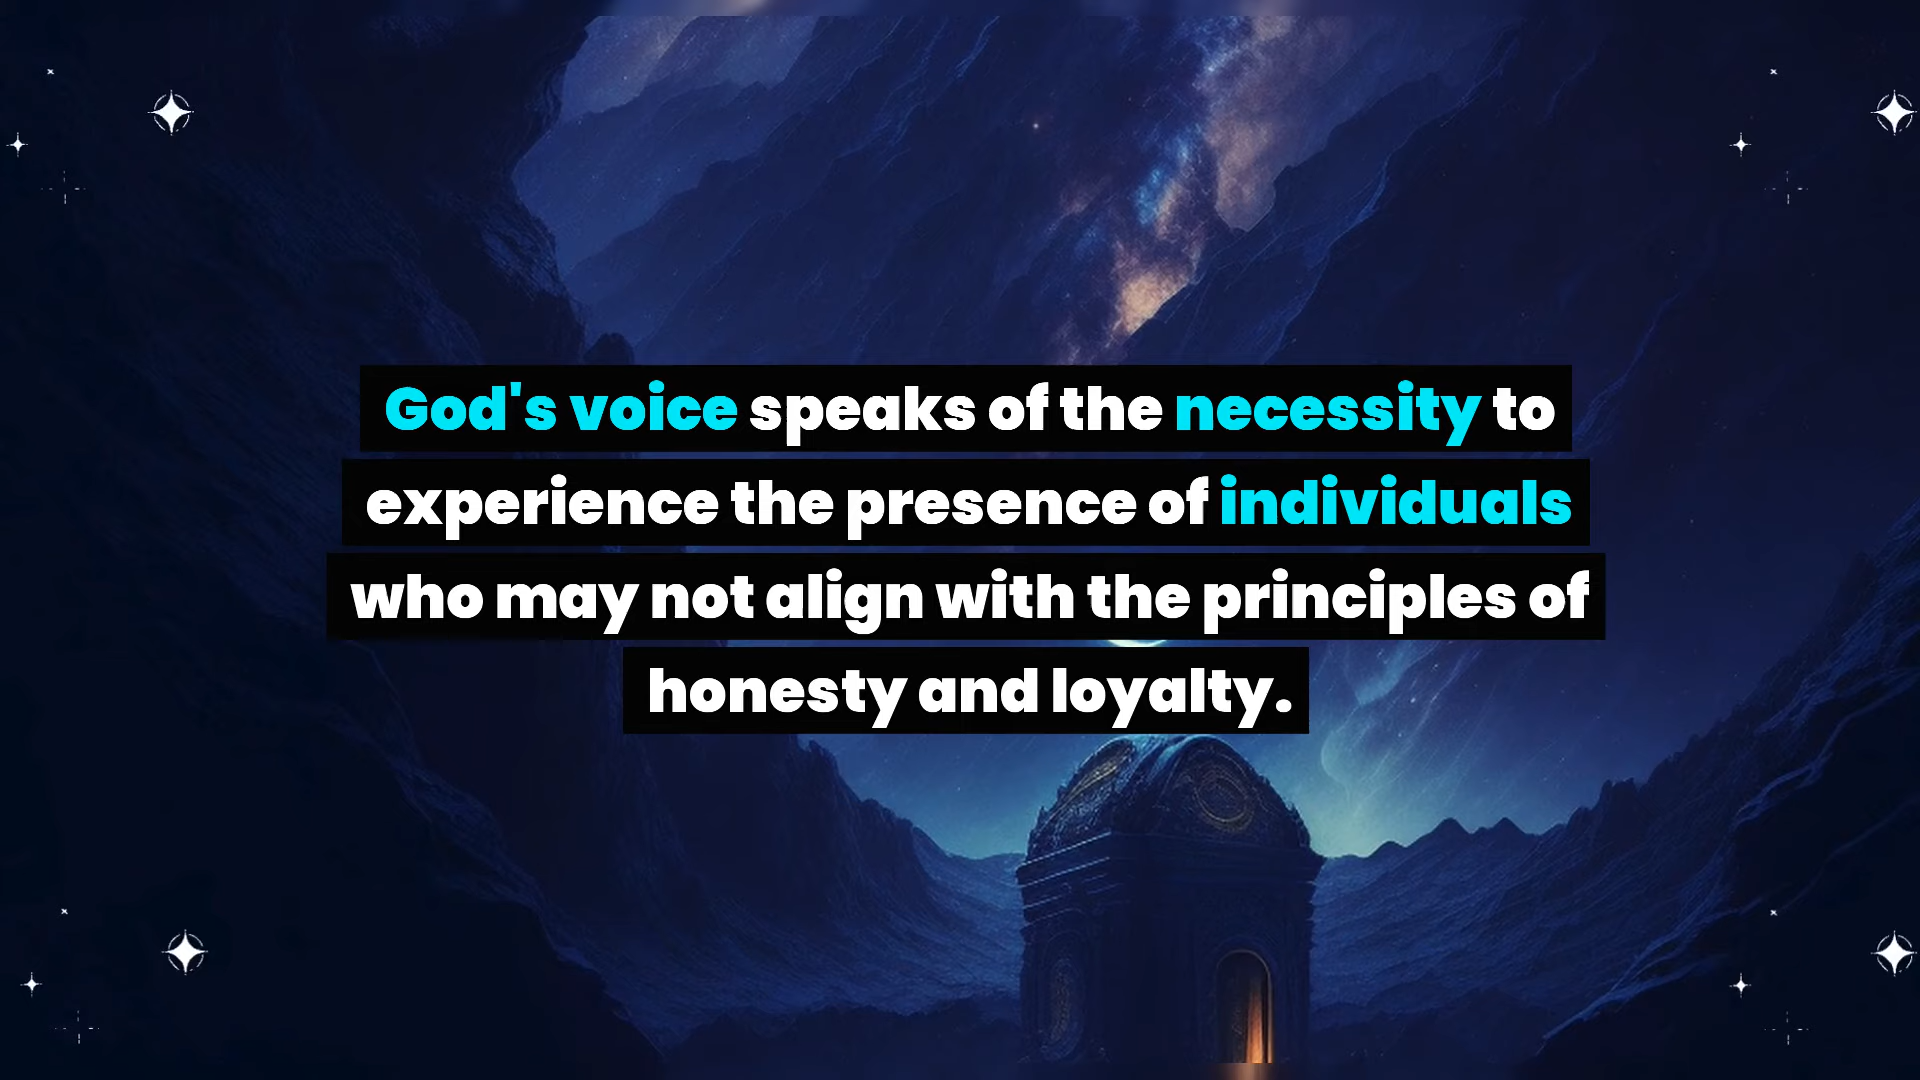 God's voice speaks of the necessity to
experience the presence of individuals
who may not align with the principles of
honesty and loyalty.